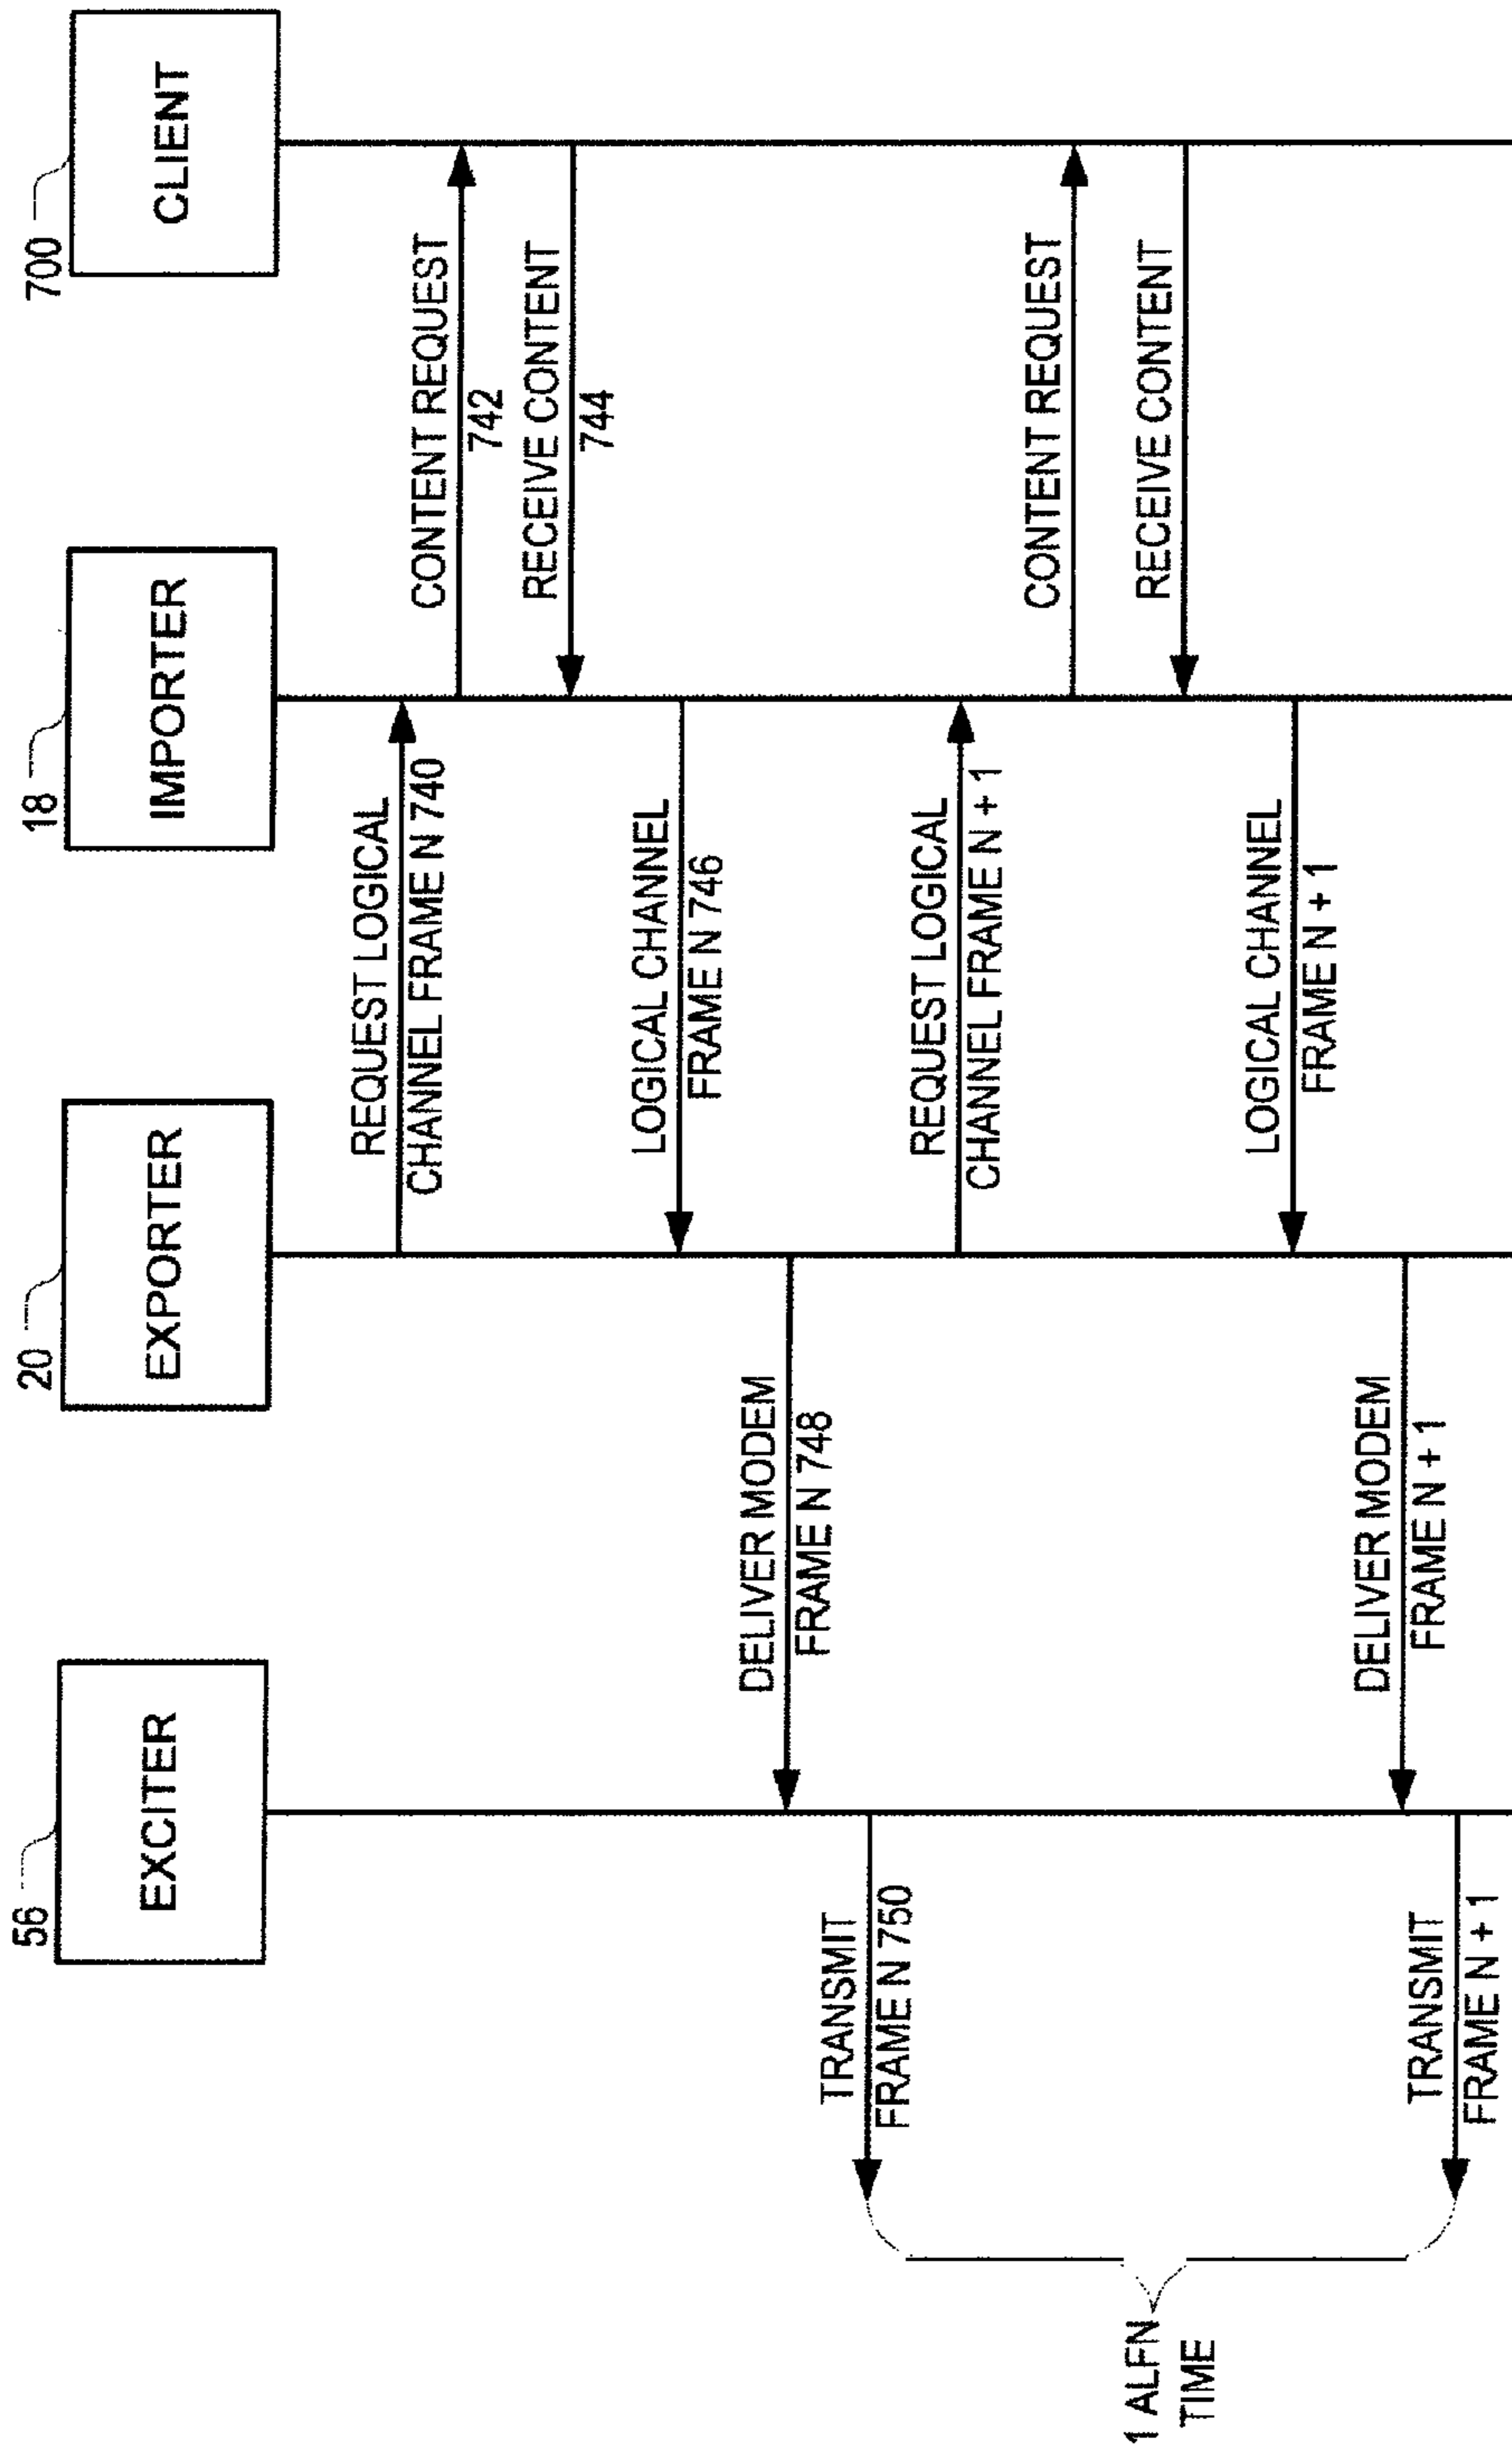 56
EXCITER
20
EXPORTER
18
IMPORTER
700
CLIENT
REQUEST LOGICAL
CHANNEL FRAME N 740
CONTENT REQUEST
742
RECEIVE CONTENT
744
LOGICAL CHANNEL
FRAME N 746
DELIVER MODEM
FRAME N 748
TRANSMIT
FRAME N 750
REQUEST LOGICAL
CHANNEL FRAME N + 1
CONTENT REQUEST
RECEIVE CONTENT
LOGICAL CHANNEL
FRAME N + 1
DELIVER MODEM
FRAME N + 1
TRANSMIT
FRAME N + 1
1 ALFN
TIME